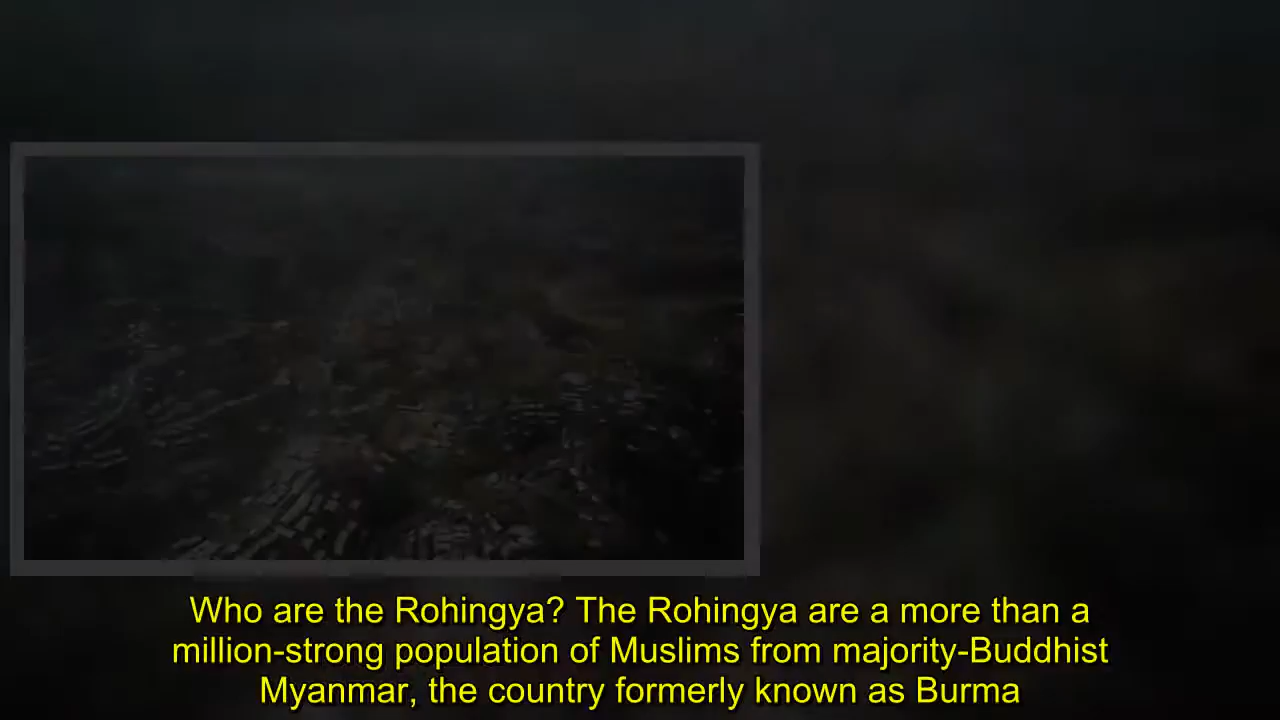 Who are the Rohingya? The Rohingya are a more than a
million-strong population of Muslims from majority-Buddhist
Myanmar, the country formerly known as Burma